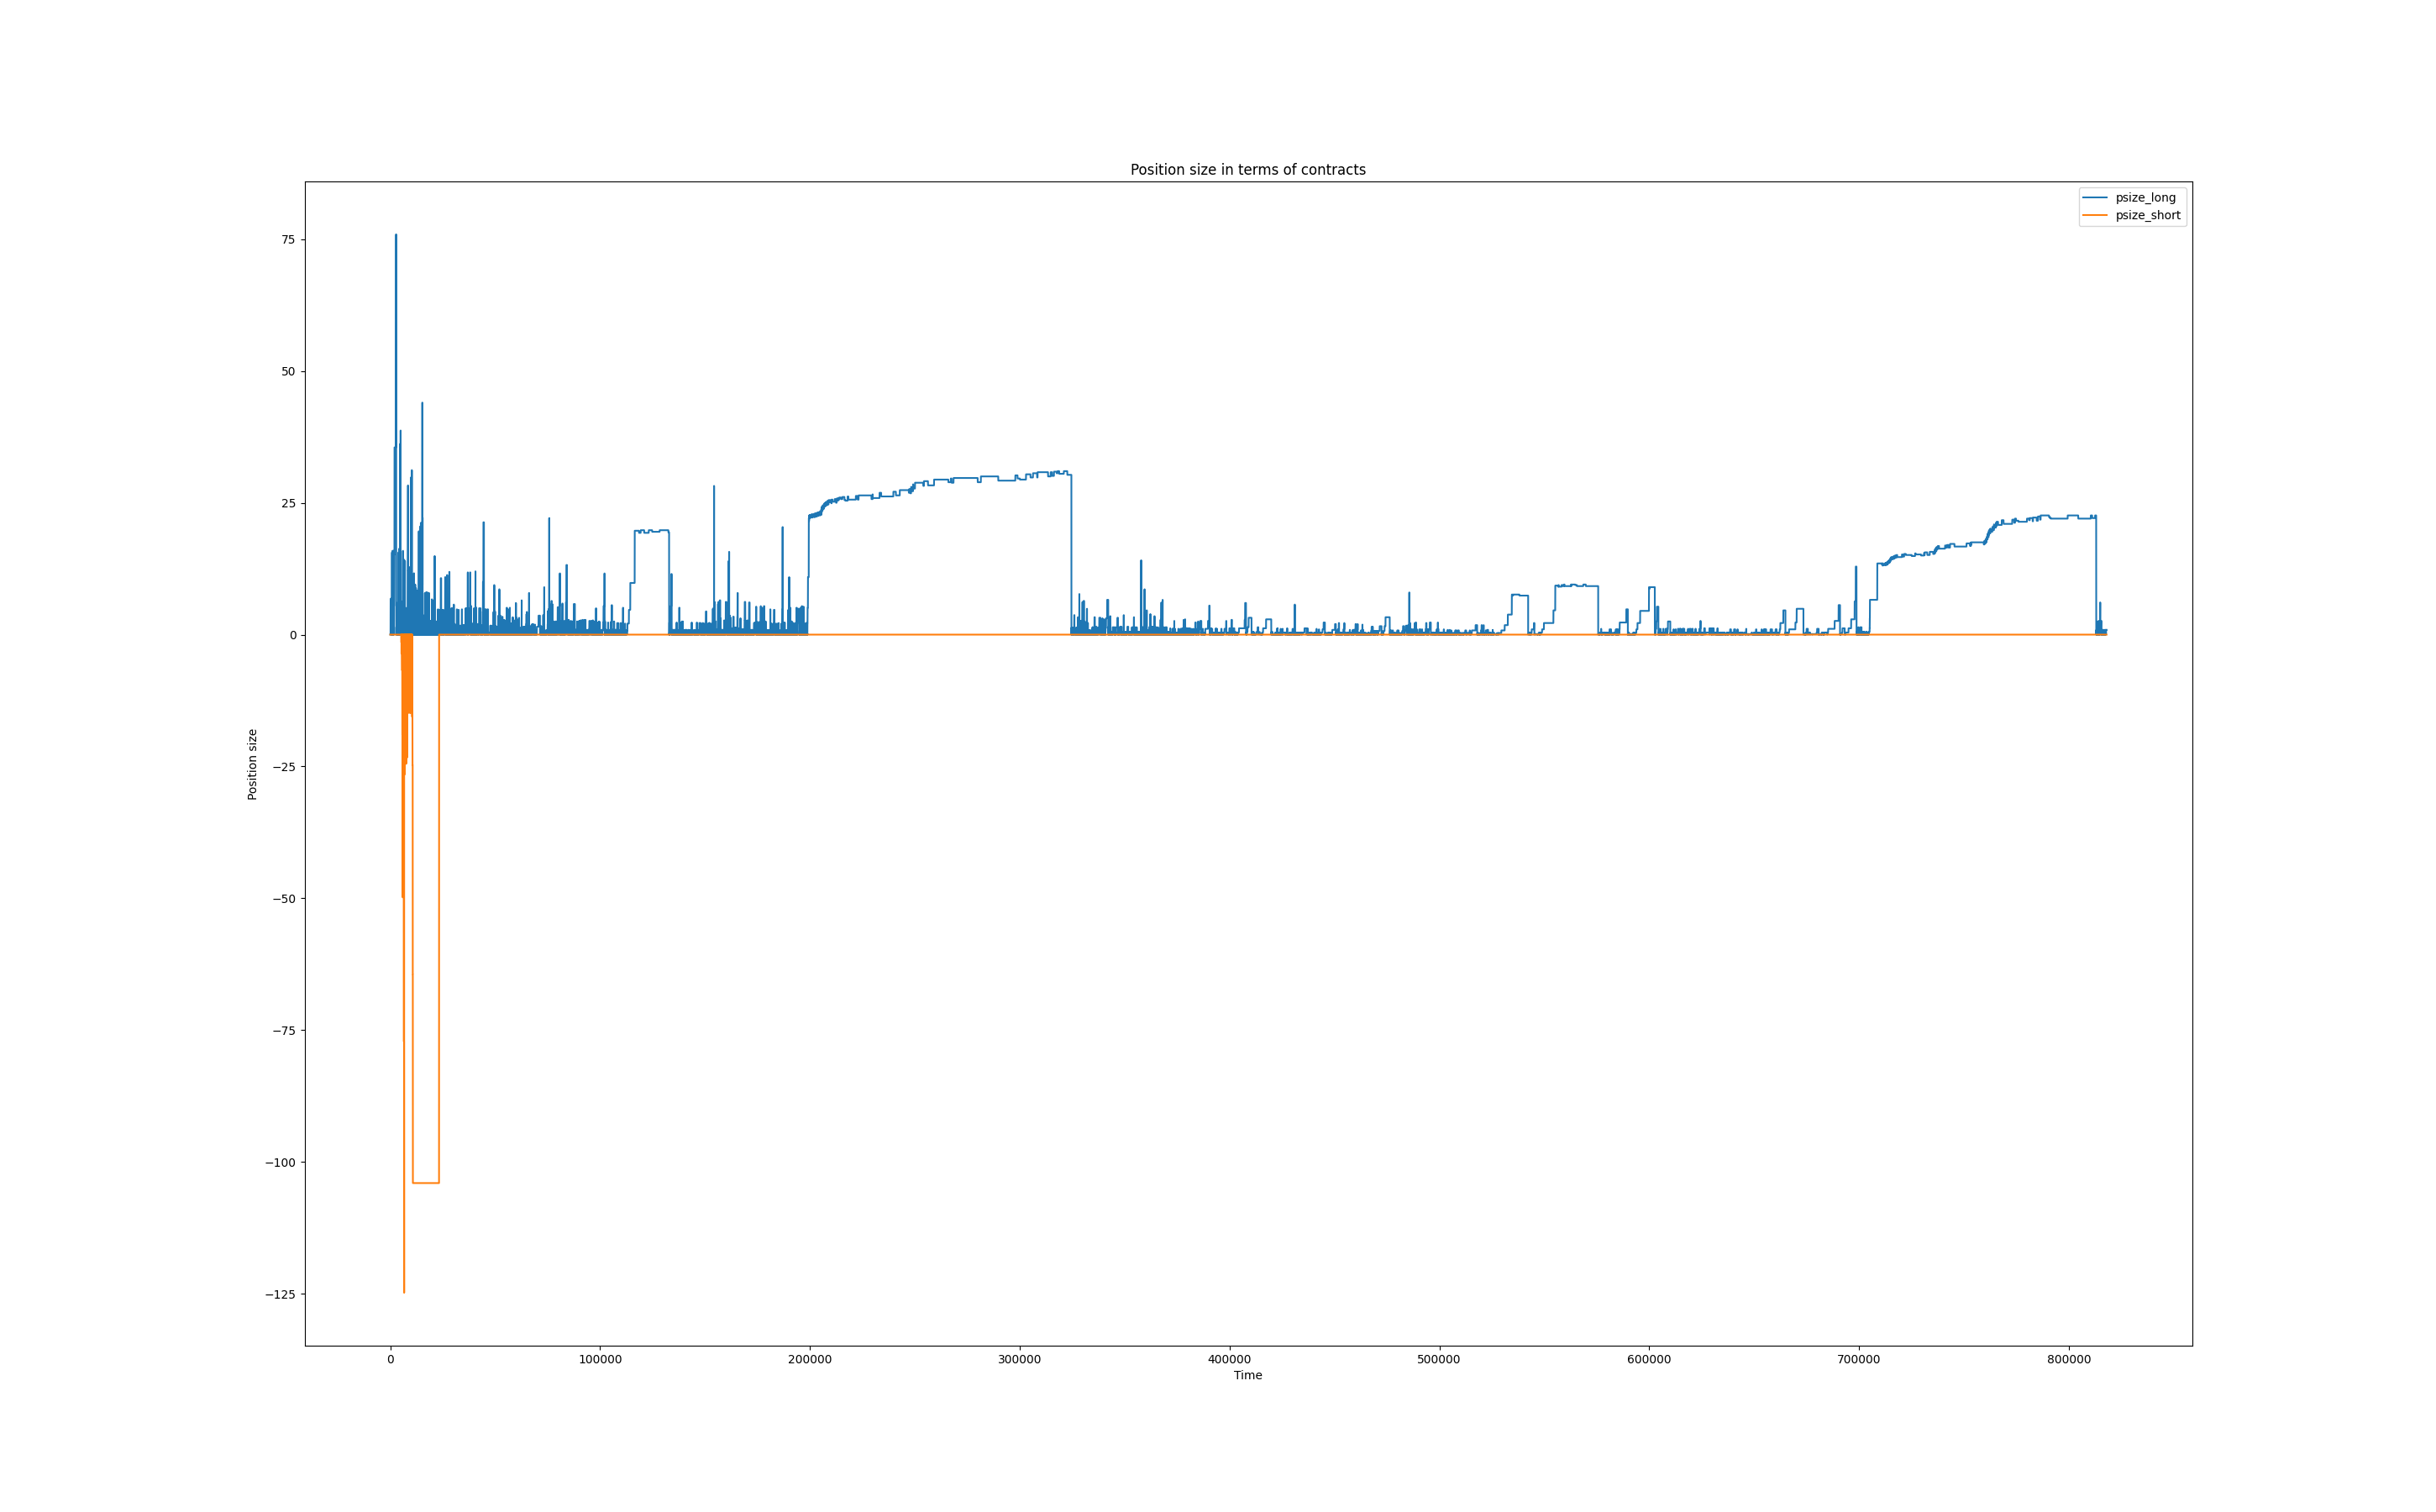 Position size in terms of contracts
psize_long
psize_short
75
50
25
0
−25
−50
−75
−100
−125
Position size
0 100000 200000 300000 400000 500000 600000 700000 800000
Time